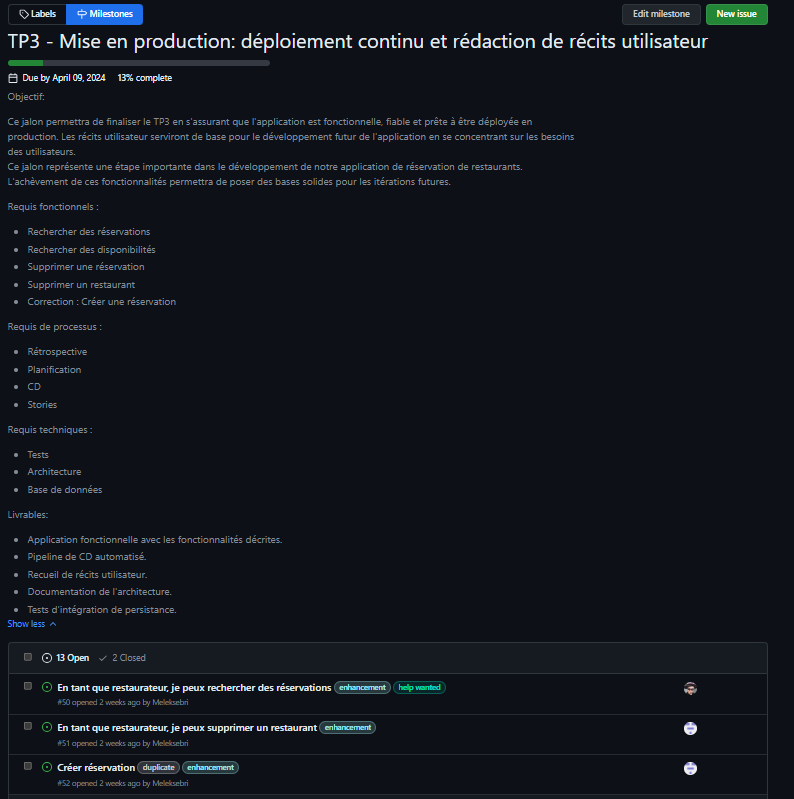 Labels Milestones Edit milestone New issue
TP3 - Mise en production: déploiement continu et rédaction de récits utilisateur
Due by April 09, 2024 13% complete
Objectif:
Ce jalon permettra de finaliser le TP3 en s'assurant que l'application est fonctionnelle, fiable et prête à être déployée en
production. Les récits utilisateur serviront de base pour le développement futur de l'application en se concentrant sur les besoins
des utilisateurs.
Ce jalon représente une étape importante dans le développement de notre application de réservation de restaurants.
L'achèvement de ces fonctionnalités permettra de poser des bases solides pour les itérations futures.
Requis fonctionnels :
Rechercher des réservations
Rechercher des disponibilités
Supprimer une réservation
Supprimer un restaurant
Correction : Créer une réservation
Requis de processus :
Rétrospective
Planification
CD
Stories
Requis techniques :
Tests
Architecture
Base de données
Livrables:
Application fonctionnelle avec les fonctionnalités décrites.
Pipeline de CD automatisé.
Recueil de récits utilisateur.
Documentation de l'architecture.
Tests d'intégration de persistance.
Show less
13 Open 2 Closed
En tant que restaurateur, je peux rechercher des réservations enhancement help wanted
#50 opened 2 weeks ago by Meleksebri
En tant que restaurateur, je peux supprimer un restaurant enhancement
#51 opened 2 weeks ago by Meleksebri
Créer réservation duplicate enhancement
#52 opened 2 weeks ago by Meleksebri